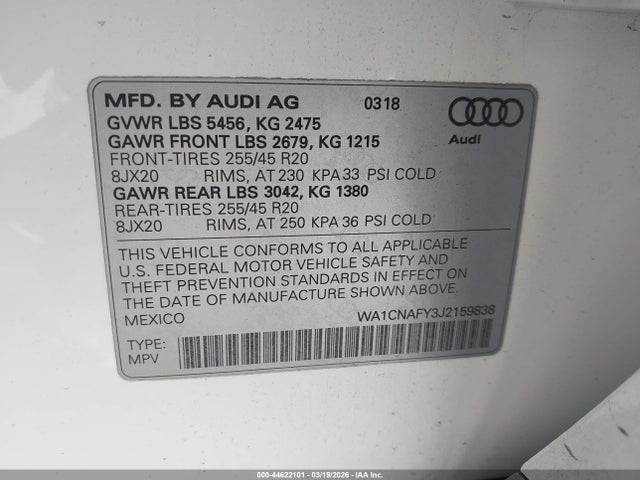 MFD. BY AUDI AG 0318
GVWR LBS 5456, KG 2475
GAWR FRONT LBS 2679, KG 1215
FRONT-TIRES 255/45 R20
8JX20 RIMS, AT 230 KPA 33 PSI COLD
GAWR REAR LBS 3042, KG 1380
REAR-TIRES 255/45 R20
8JX20 RIMS, AT 250 KPA 36 PSI COLD
Audi
THIS VEHICLE CONFORMS TO ALL APPLICABLE
U.S. FEDERAL MOTOR VEHICLE SAFETY AND
THEFT PREVENTION STANDARDS IN EFFECT ON
THE DATE OF MANUFACTURE SHOWN ABOVE.
MEXICO WA1CNAFY3J2159838
TYPE:
MPV
000-44622101 - 03/19/2026 - IAA Inc.